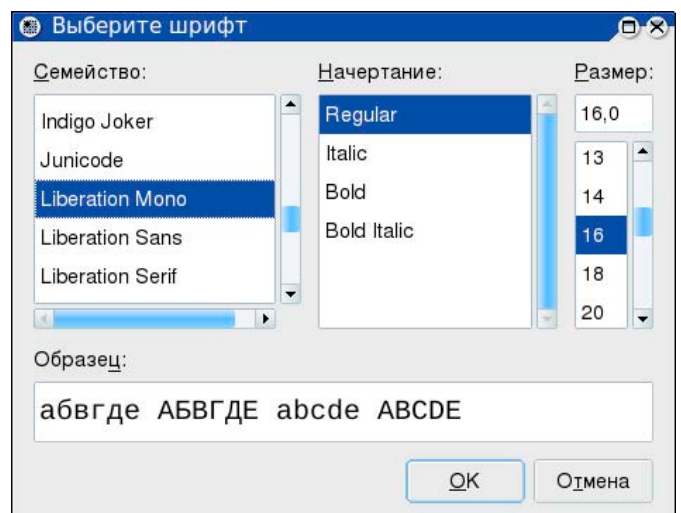 Выберите шрифт
Семейство:
Начертание:
Размер:
Indigo Joker
Junicode
Liberation Mono
Liberation Sans
Liberation Serif
Regular
Italic
Bold
Bold Italic
16,0
13
14
16
18
20
Образец:
абвгде АБВГДЕ abcde ABCDE
OK
Отмена